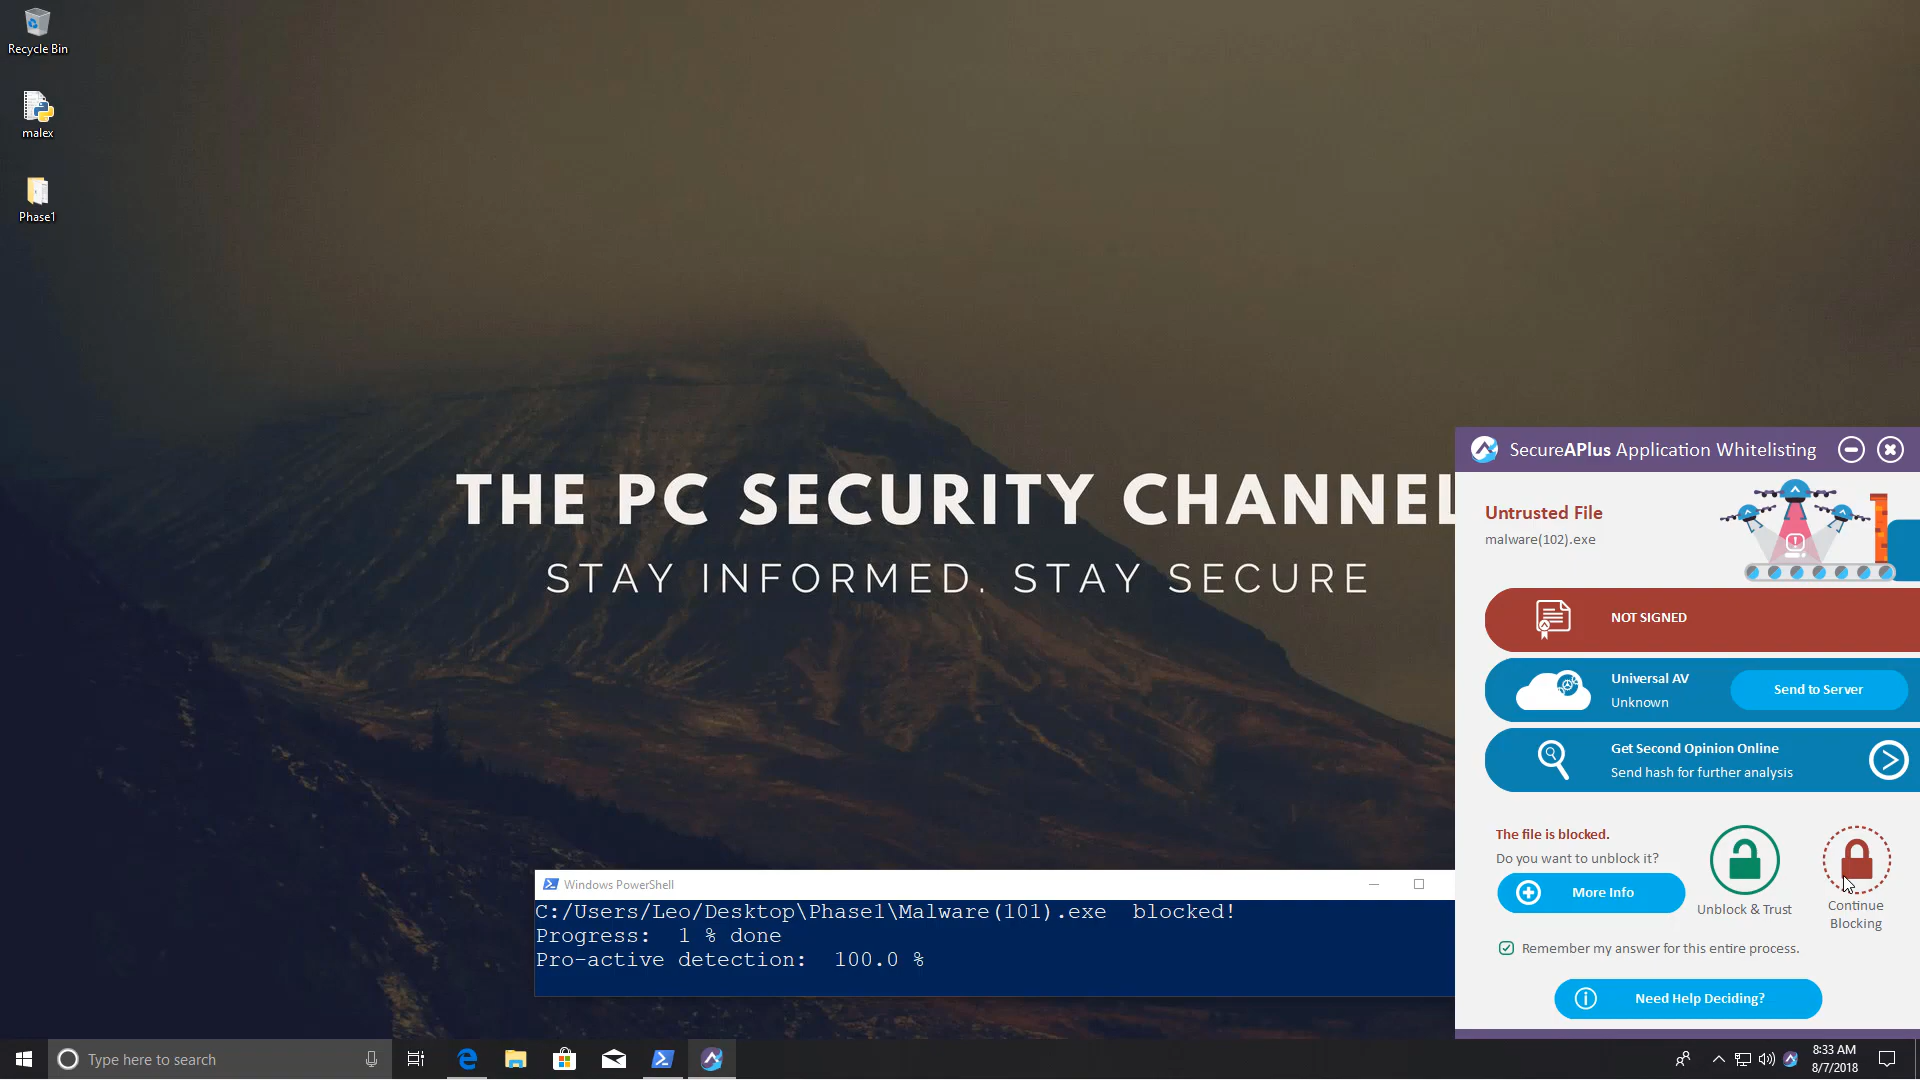 Recycle Bin
malex
Phase1
THE PC SECURITY CHANNEL
STAY INFORMED. STAY SECURE
SecureAPlus Application Whitelisting
Untrusted File
malware(102).exe
NOT SIGNED
Universal AV
Unknown
Send to Server
Get Second Opinion Online
Send hash for further analysis
The file is blocked.
Do you want to unblock it?
More Info
Unblock & Trust
Continue
Blocking
Remember my answer for this entire process.
Need Help Deciding?
Windows PowerShell
C:/Users/Leo/Desktop\Phase1\Malware(101).exe  blocked!
Progress:  1 % done
Pro-active detection:  100.0 %
Type here to search
8:33 AM
8/7/2018